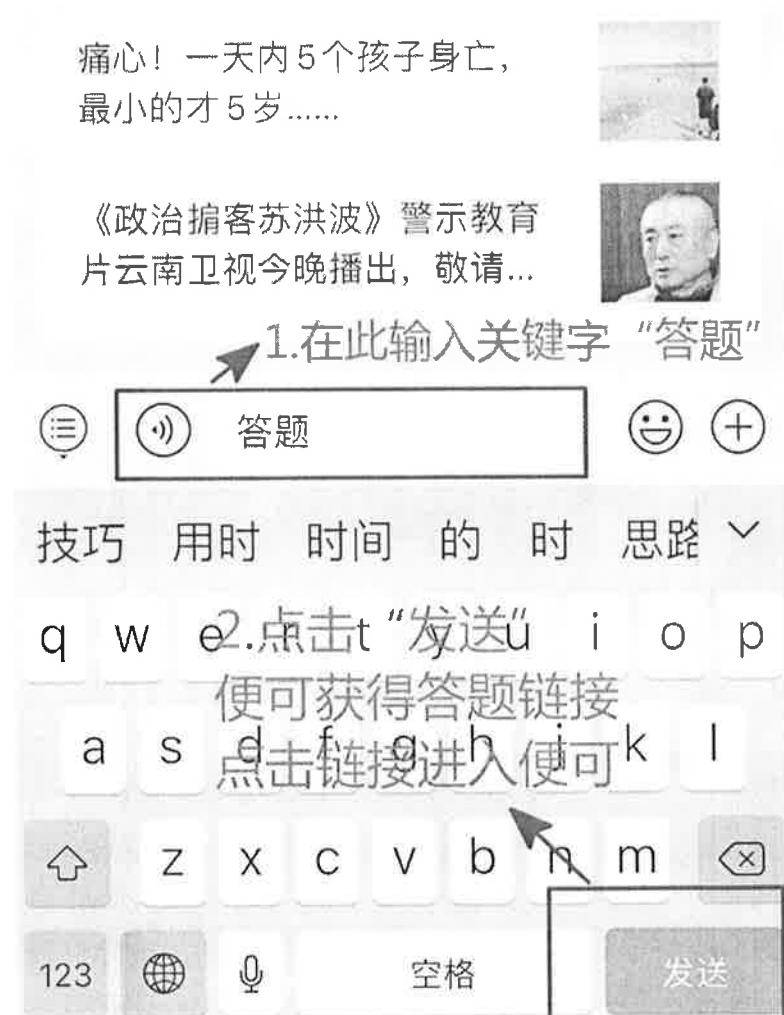 痛心！一天内5个孩子身亡，
最小的才5岁……
《政治掮客苏洪波》警示教育
片云南卫视今晚播出，敬请...
1.在此输入关键字“答题”
答题
技巧 用时 时间 的 时 思路
q w e r t y u i o p
2.点击“发送”
便可获得答题链接
a s d f g h j k l
点击链接进入便可
z x c v b n m
123 空格 发送